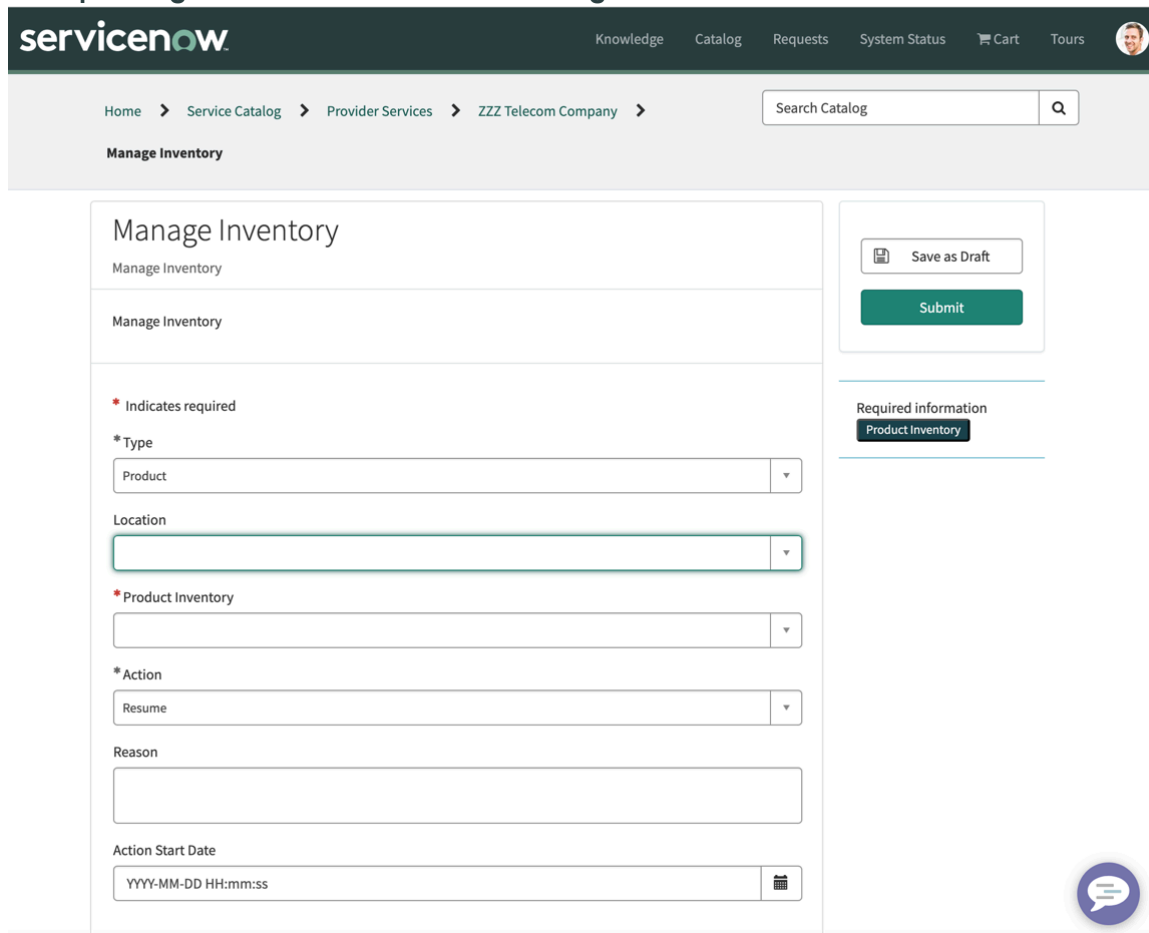 servicenow
Knowledge Catalog Requests System Status Cart Tours
Home > Service Catalog > Provider Services > ZZZ Telecom Company >
Manage Inventory
Search Catalog
Manage Inventory
Manage Inventory
Manage Inventory
* Indicates required
* Type
Product
Location
* Product Inventory
* Action
Resume
Reason
Action Start Date
YYYY-MM-DD HH:mm:ss
Save as Draft
Submit
Required information
Product Inventory